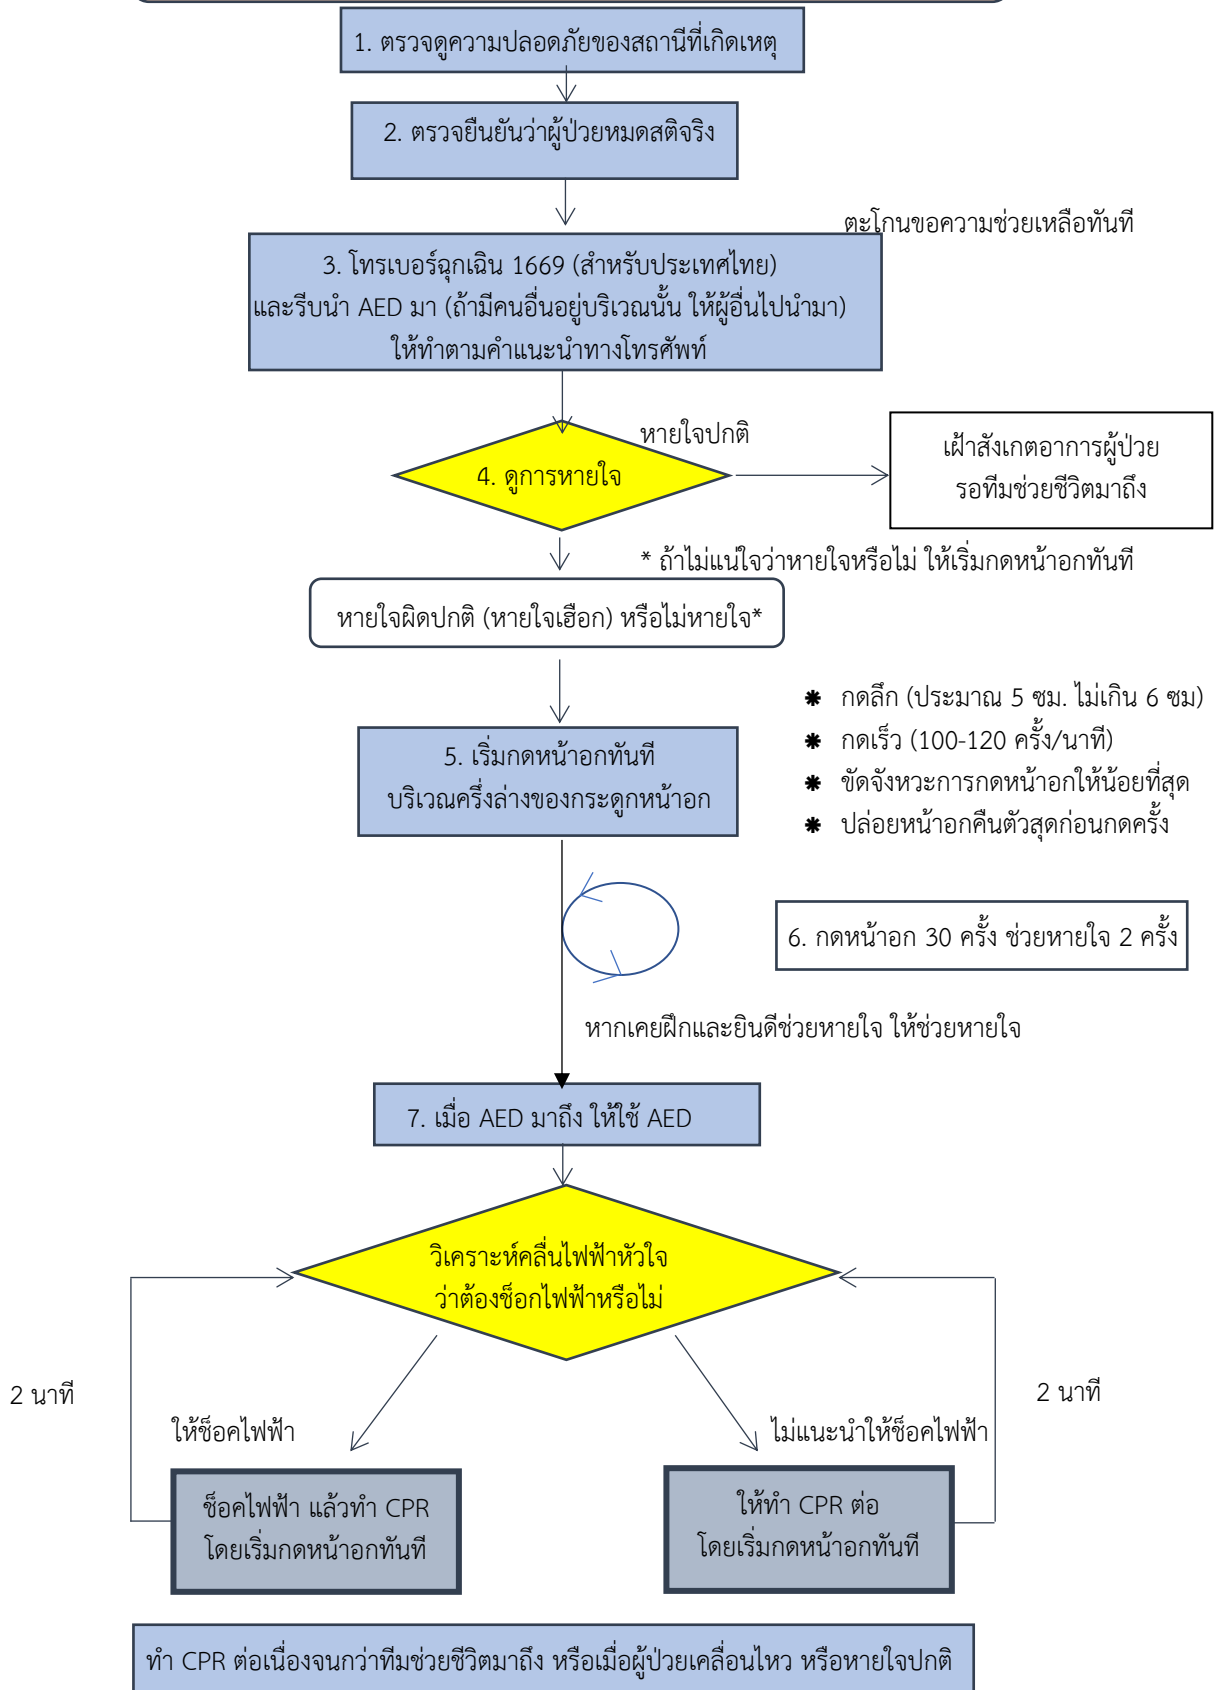 1. ตรวจดูความปลอดภัยของสถานีที่เกิดเหตุ
2. ตรวจยืนยันว่าผู้ป่วยหมดสติจริง
ตะโกนขอความช่วยเหลือทันที
3. โทรเบอร์ฉุกเฉิน 1669 (สำหรับประเทศไทย)
และรีบนำ AED มา (ถ้ามีคนอื่นอยู่บริเวณนั้น ให้ผู้อื่นไปนำมา)
ให้ทำตามคำแนะนำทางโทรศัพท์
หายใจปกติ
4. ดูการหายใจ
เฝ้าสังเกตอาการผู้ป่วย
รอทีมช่วยชีวิตมาถึง
* ถ้าไม่แน่ใจว่าหายใจหรือไม่ ให้เริ่มกดหน้าอกทันที
หายใจผิดปกติ (หายใจเฮือก) หรือไม่หายใจ*
5. เริ่มกดหน้าอกทันที
บริเวณครึ่งล่างของกระดูกหน้าอก
⁕ กดลึก (ประมาณ 5 ซม. ไม่เกิน 6 ซม)
⁕ กดเร็ว (100-120 ครั้ง/นาที)
⁕ ขัดจังหวะการกดหน้าอกให้น้อยที่สุด
⁕ ปล่อยหน้าอกคืนตัวสุดก่อนกดครั้ง
6. กดหน้าอก 30 ครั้ง ช่วยหายใจ 2 ครั้ง
หากเคยฝึกและยินดีช่วยหายใจ ให้ช่วยหายใจ
7. เมื่อ AED มาถึง ให้ใช้ AED
วิเคราะห์คลื่นไฟฟ้าหัวใจ
ว่าต้องช็อกไฟฟ้าหรือไม่
2 นาที
2 นาที
ให้ช็อคไฟฟ้า
ไม่แนะนำให้ช็อคไฟฟ้า
ช็อคไฟฟ้า แล้วทำ CPR
โดยเริ่มกดหน้าอกทันที
ให้ทำ CPR ต่อ
โดยเริ่มกดหน้าอกทันที
ทำ CPR ต่อเนื่องจนกว่าทีมช่วยชีวิตมาถึง หรือเมื่อผู้ป่วยเคลื่อนไหว หรือหายใจปกติ